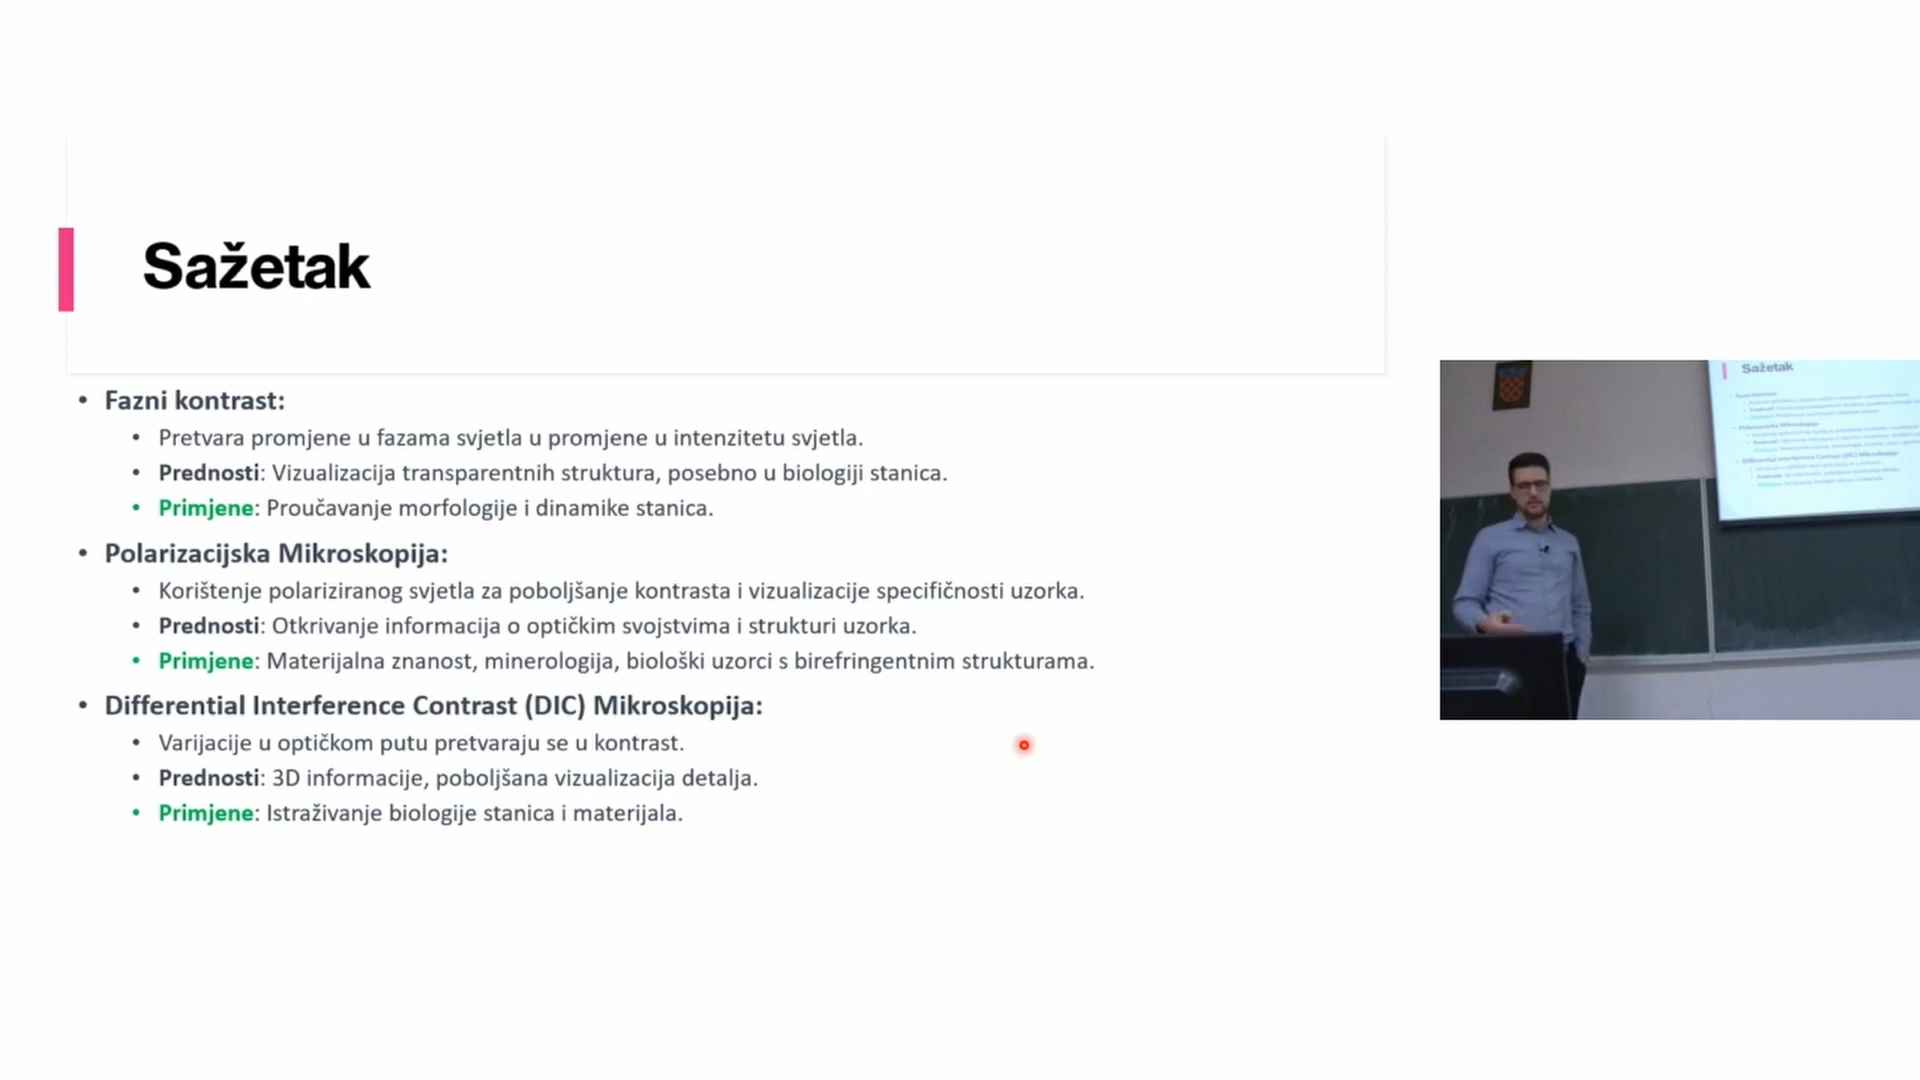 Sažetak
• Fazni kontrast:
• Pretvara promjene u fazama svjetla u promjene u intenzitetu svjetla.
• Prednosti: Vizualizacija transparentnih struktura, posebno u biologiji stanica.
• Primjene: Proučavanje morfologije i dinamike stanica.
• Polarizacijska Mikroskopija:
• Korištenje polariziranog svjetla za poboljšanje kontrasta i vizualizacije specifičnosti uzorka.
• Prednosti: Otkrivanje informacija o optičkim svojstvima i strukturi uzorka.
• Primjene: Materijalna znanost, minerologija, biološki uzorci s birefringentnim strukturama.
• Differential Interference Contrast (DIC) Mikroskopija:
• Varijacije u optičkom putu pretvaraju se u kontrast.
• Prednosti: 3D informacije, poboljšana vizualizacija detalja.
• Primjene: Istraživanje biologije stanica i materijala.
Sažetak